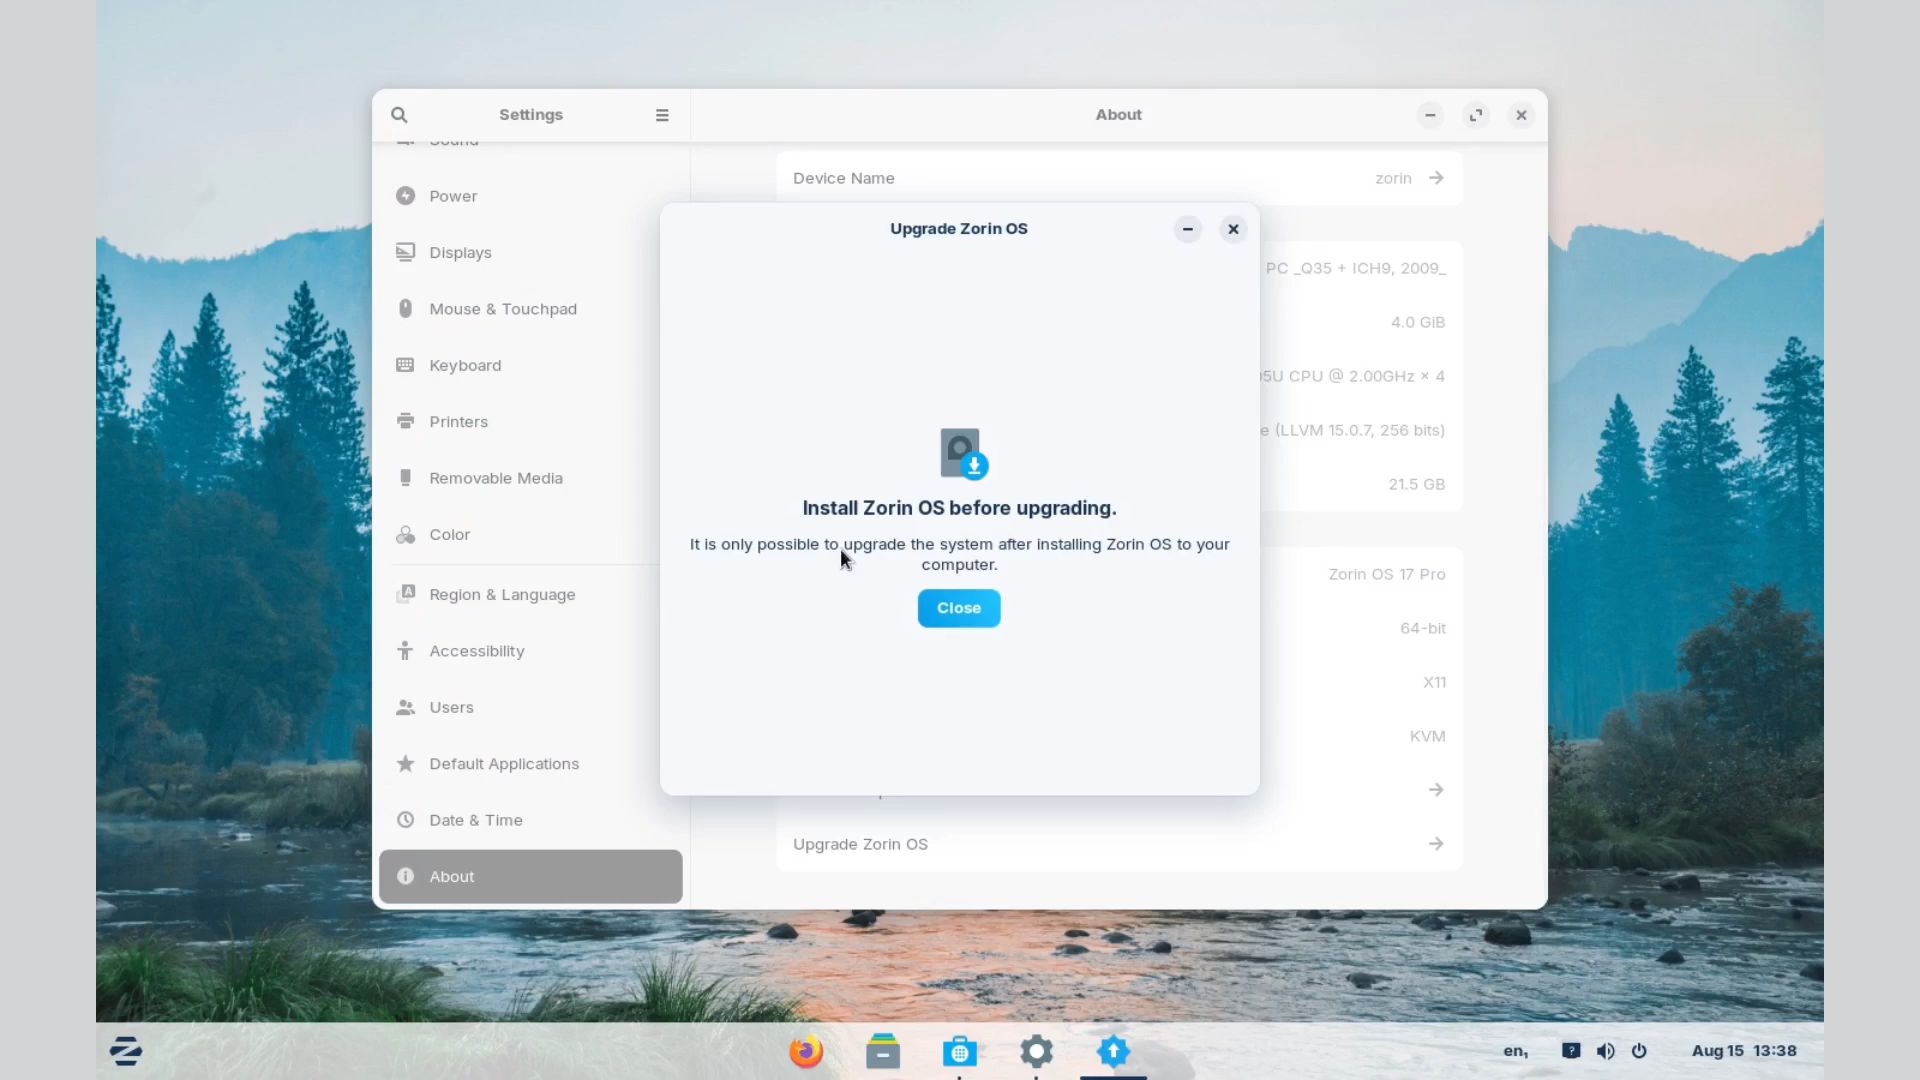 Settings
About
Sound
Power
Displays
Mouse & Touchpad
Keyboard
Printers
Removable Media
Color
Region & Language
Accessibility
Users
Default Applications
Date & Time
About
Device Name
zorin
PC _Q35 + ICH9, 2009_
4.0 GiB
5U CPU @ 2.00GHz × 4
e (LLVM 15.0.7, 256 bits)
21.5 GB
Zorin OS 17 Pro
64-bit
X11
KVM
Upgrade Zorin OS
Upgrade Zorin OS
Install Zorin OS before upgrading.
It is only possible to upgrade the system after installing Zorin OS to your
computer.
Close
en₁
Aug 15 13:38